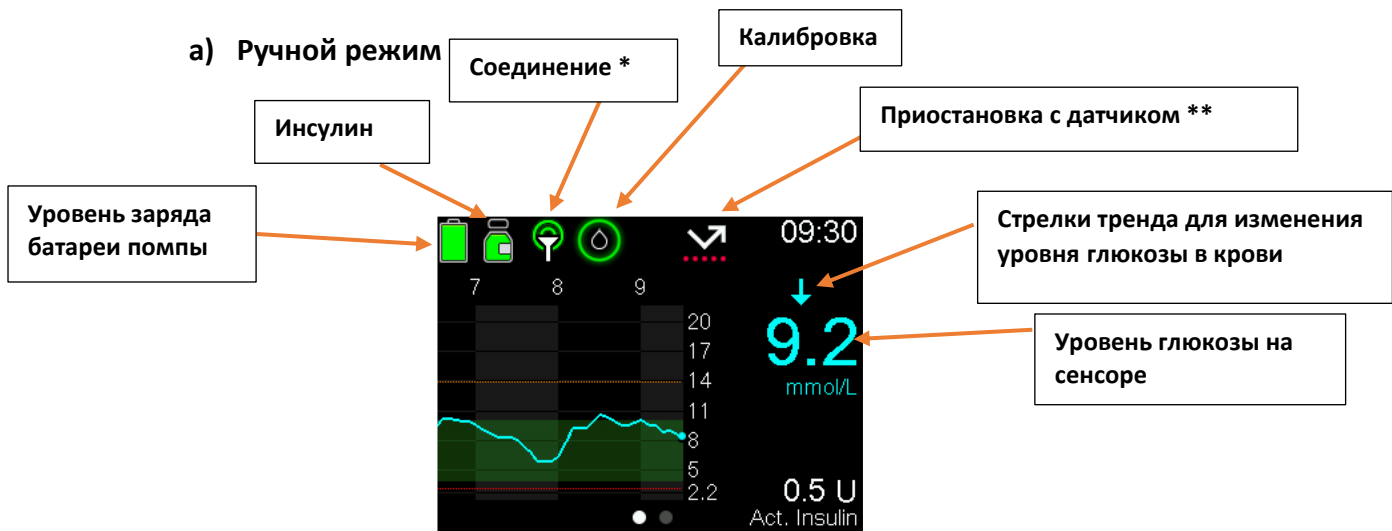 а) Ручной режим
Соединение *
Калибровка
Инсулин
Приостановка с датчиком **
Уровень заряда
батареи помпы
Стрелки тренда для изменения
уровня глюкозы в крови
Уровень глюкозы на
сенсоре
09:30
7 8 9
9.2
mmol/L
20
17
14
11
8
5
2.2
0.5 U
Act. Insulin